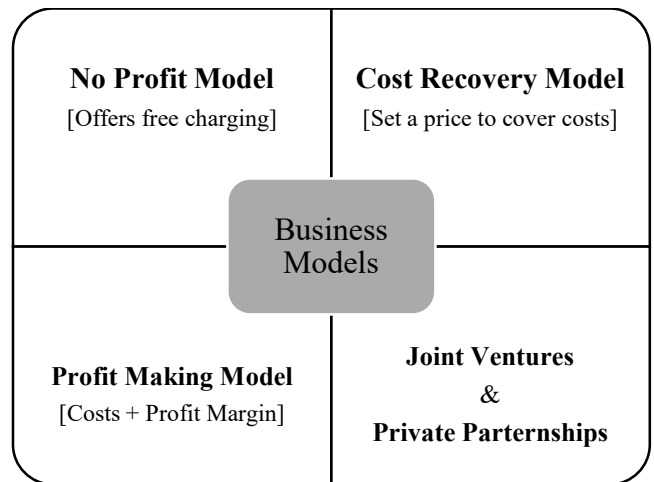 No Profit Model
[Offers free charging]
Cost Recovery Model
[Set a price to cover costs]
Business
Models
Profit Making Model
[Costs + Profit Margin]
Joint Ventures
&
Private Parternships